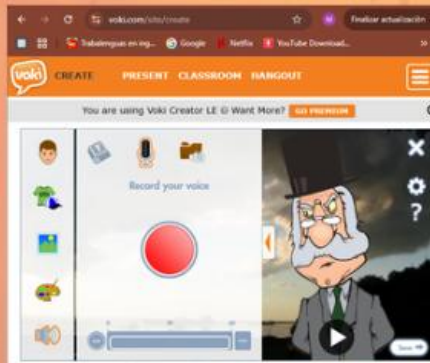 voki.com/site/create
Finalizar actualización
Trabalenguas en ing...
Google
Netflix
YouTube Download...
voki
CREATE
PRESENT CLASSROOM HANGOUT
You are using Voki Creator LE ☹ Want More? GO PREMIUM
Record your voice
?